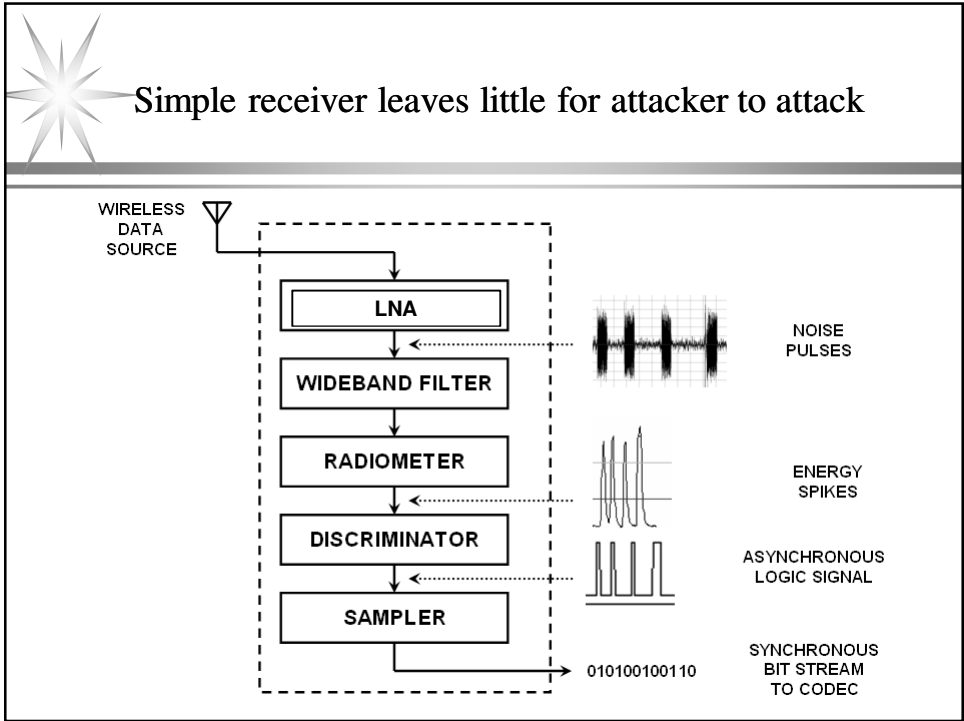 Simple receiver leaves little for attacker to attack
WIRELESS
DATA
SOURCE
LNA
NOISE
PULSES
WIDEBAND FILTER
RADIOMETER
ENERGY
SPIKES
DISCRIMINATOR
ASYNCHRONOUS
LOGIC SIGNAL
SAMPLER
010100100110
SYNCHRONOUS
BIT STREAM
TO CODEC